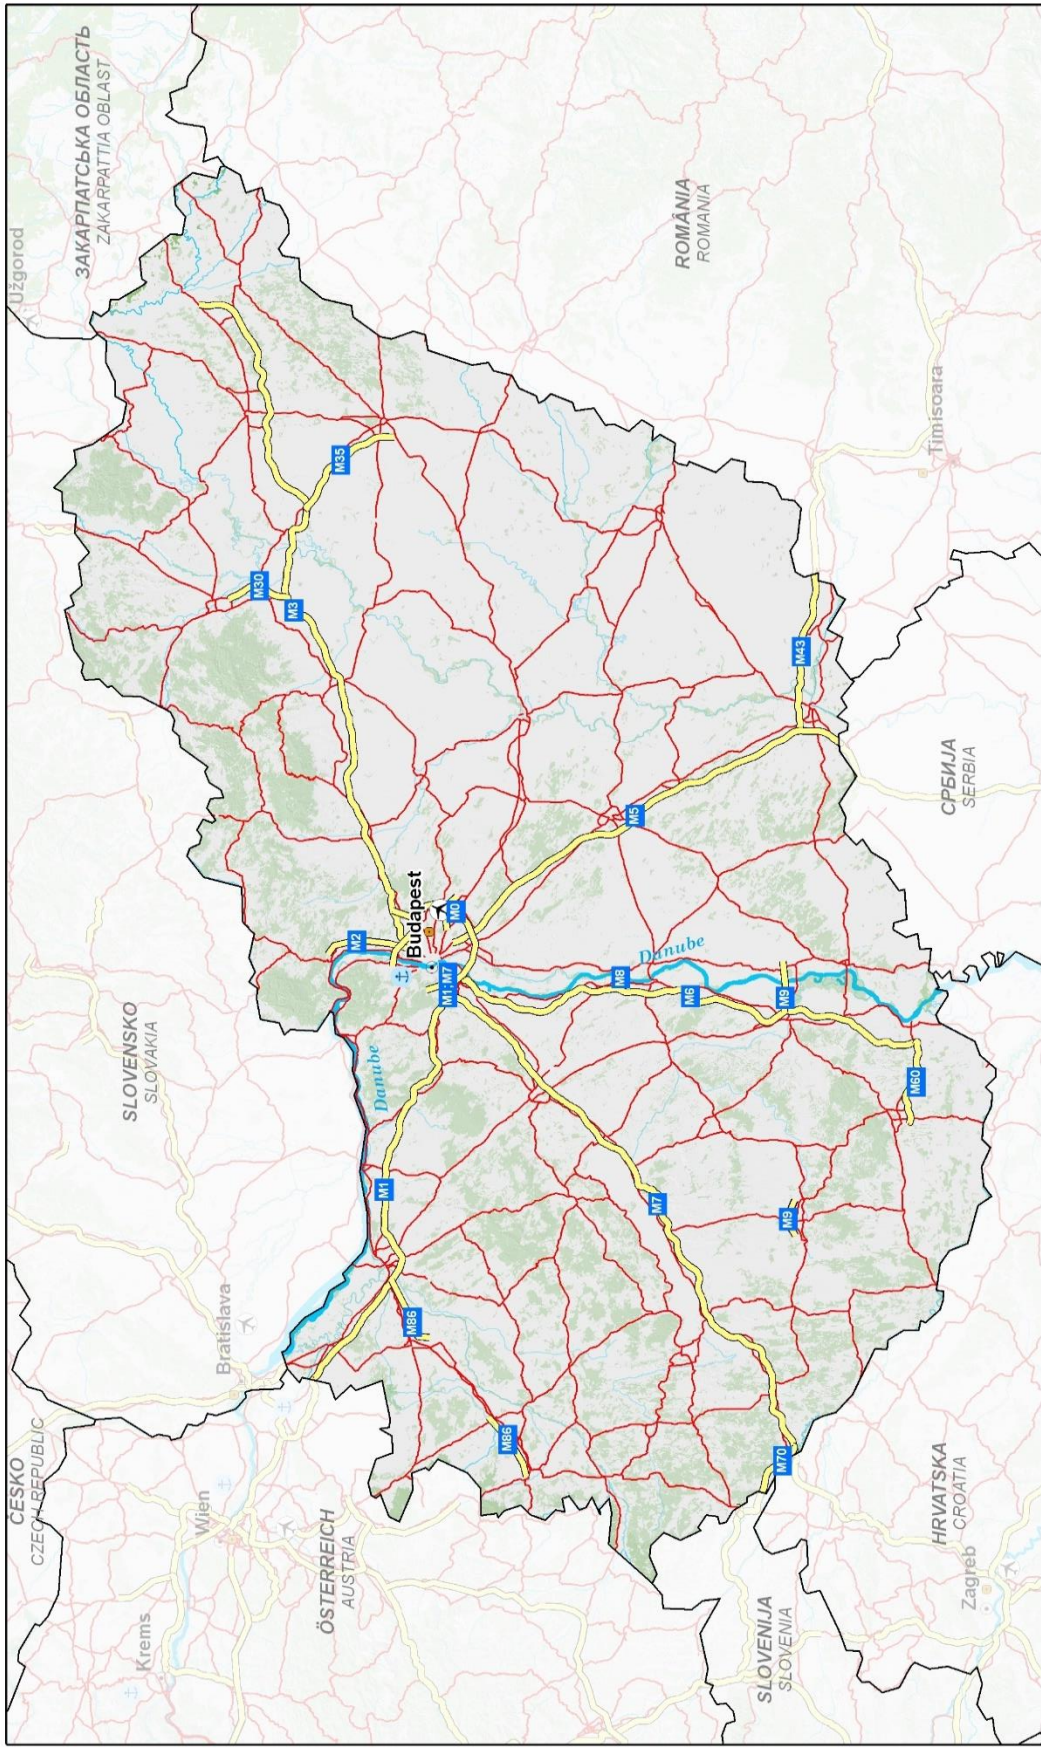 ČESKO
CZECH REPUBLIC
Krems
Wien
Bratislava
ÖSTERREICH
AUSTRIA
SLOVENSKO
SLOVAKIA
Užgorod
ЗАКАРПАТСЬКА ОБЛАСТЬ
ZAKARPATTIA OBLAST
M30
M3
M35
M2
Danube
M1
M86
M86
Budapest
M0
M1;M7
M8
Danube
M6
M5
M7
M9
M9
M43
M60
M70
ROMÂNIA
ROMANIA
Timisoara
SLOVENIJA
SLOVENIA
HRVATSKA
CROATIA
Zagreb
СРБИЈА
SERBIA